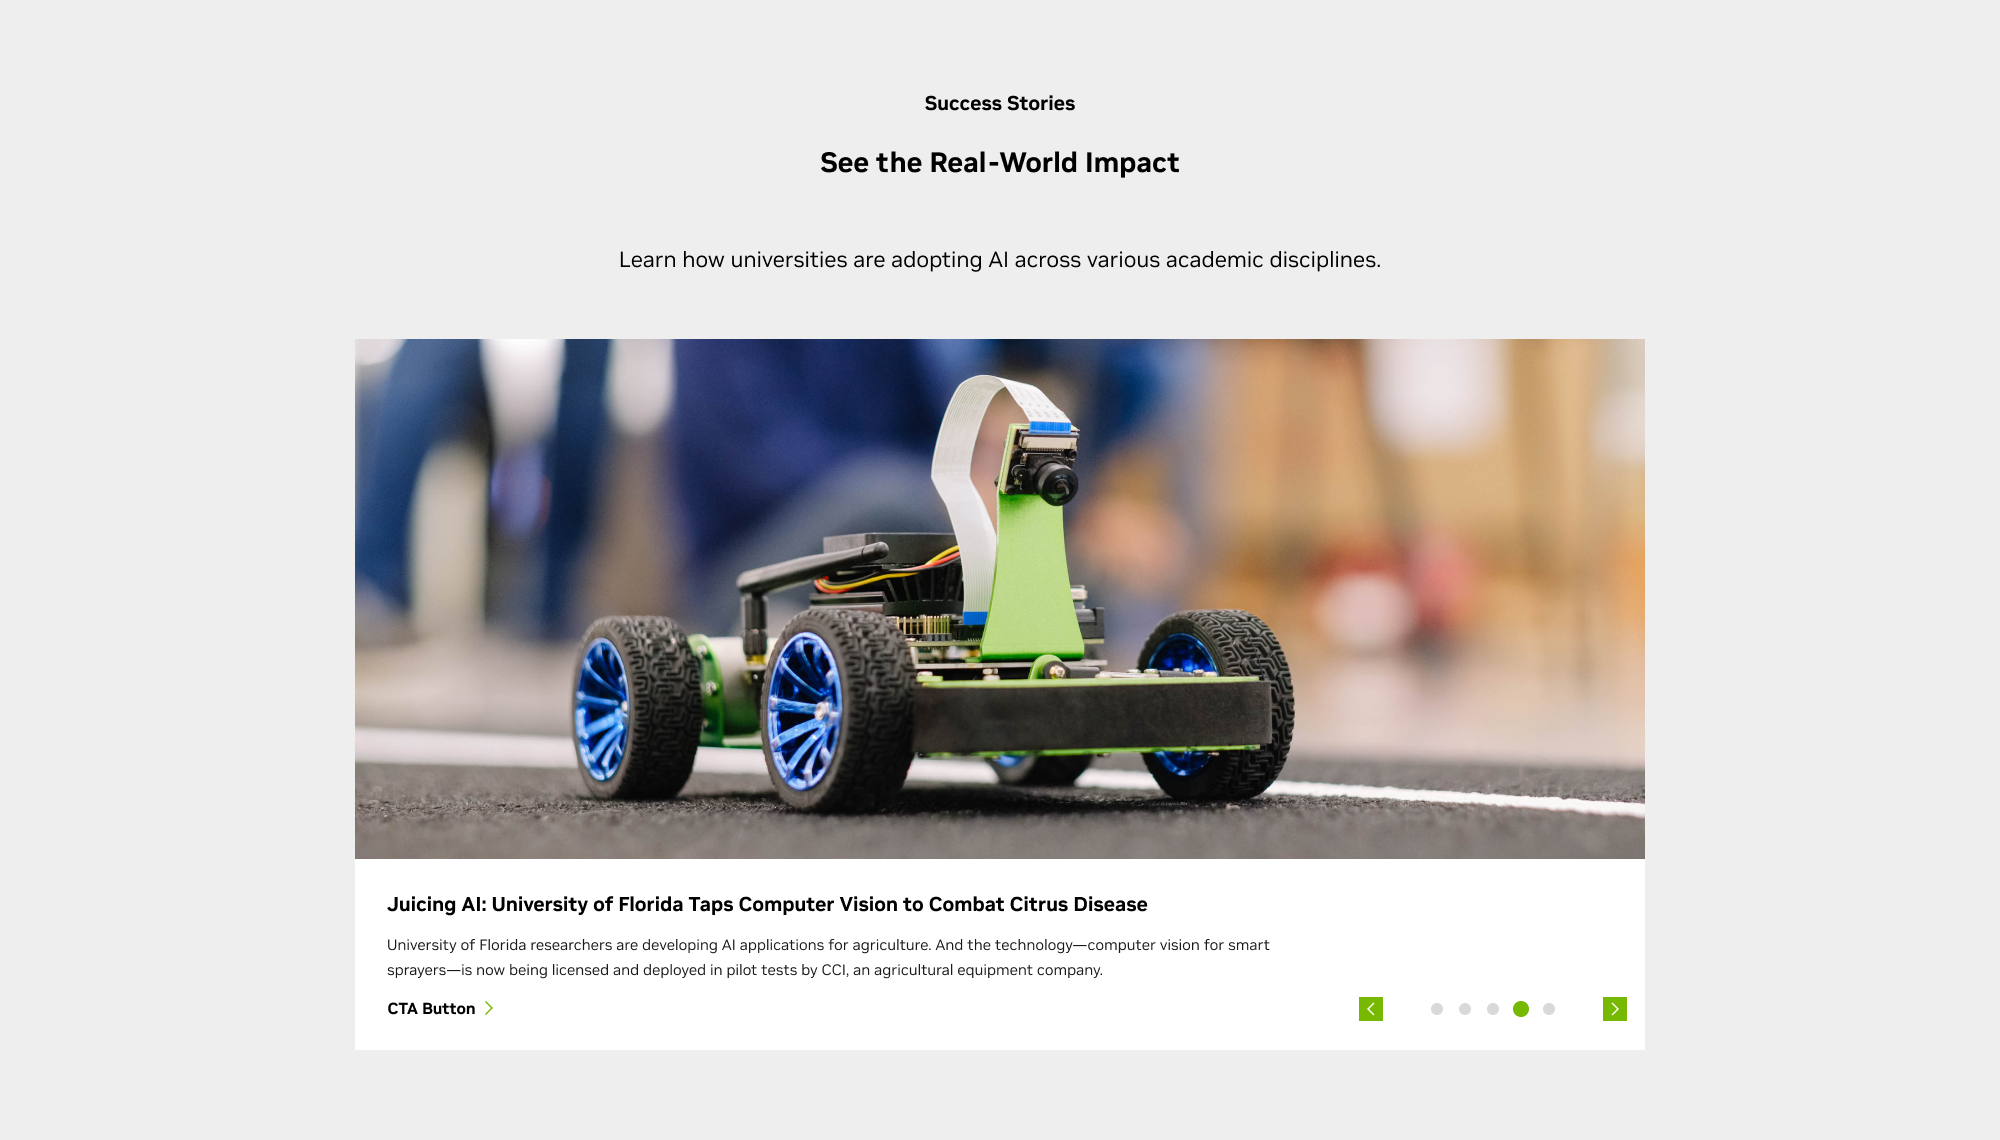 Success Stories
See the Real-World Impact
Learn how universities are adopting AI across various academic disciplines.
Juicing AI: University of Florida Taps Computer Vision to Combat Citrus Disease
University of Florida researchers are developing AI applications for agriculture. And the technology—computer vision for smart
sprayers—is now being licensed and deployed in pilot tests by CCI, an agricultural equipment company.
CTA Button